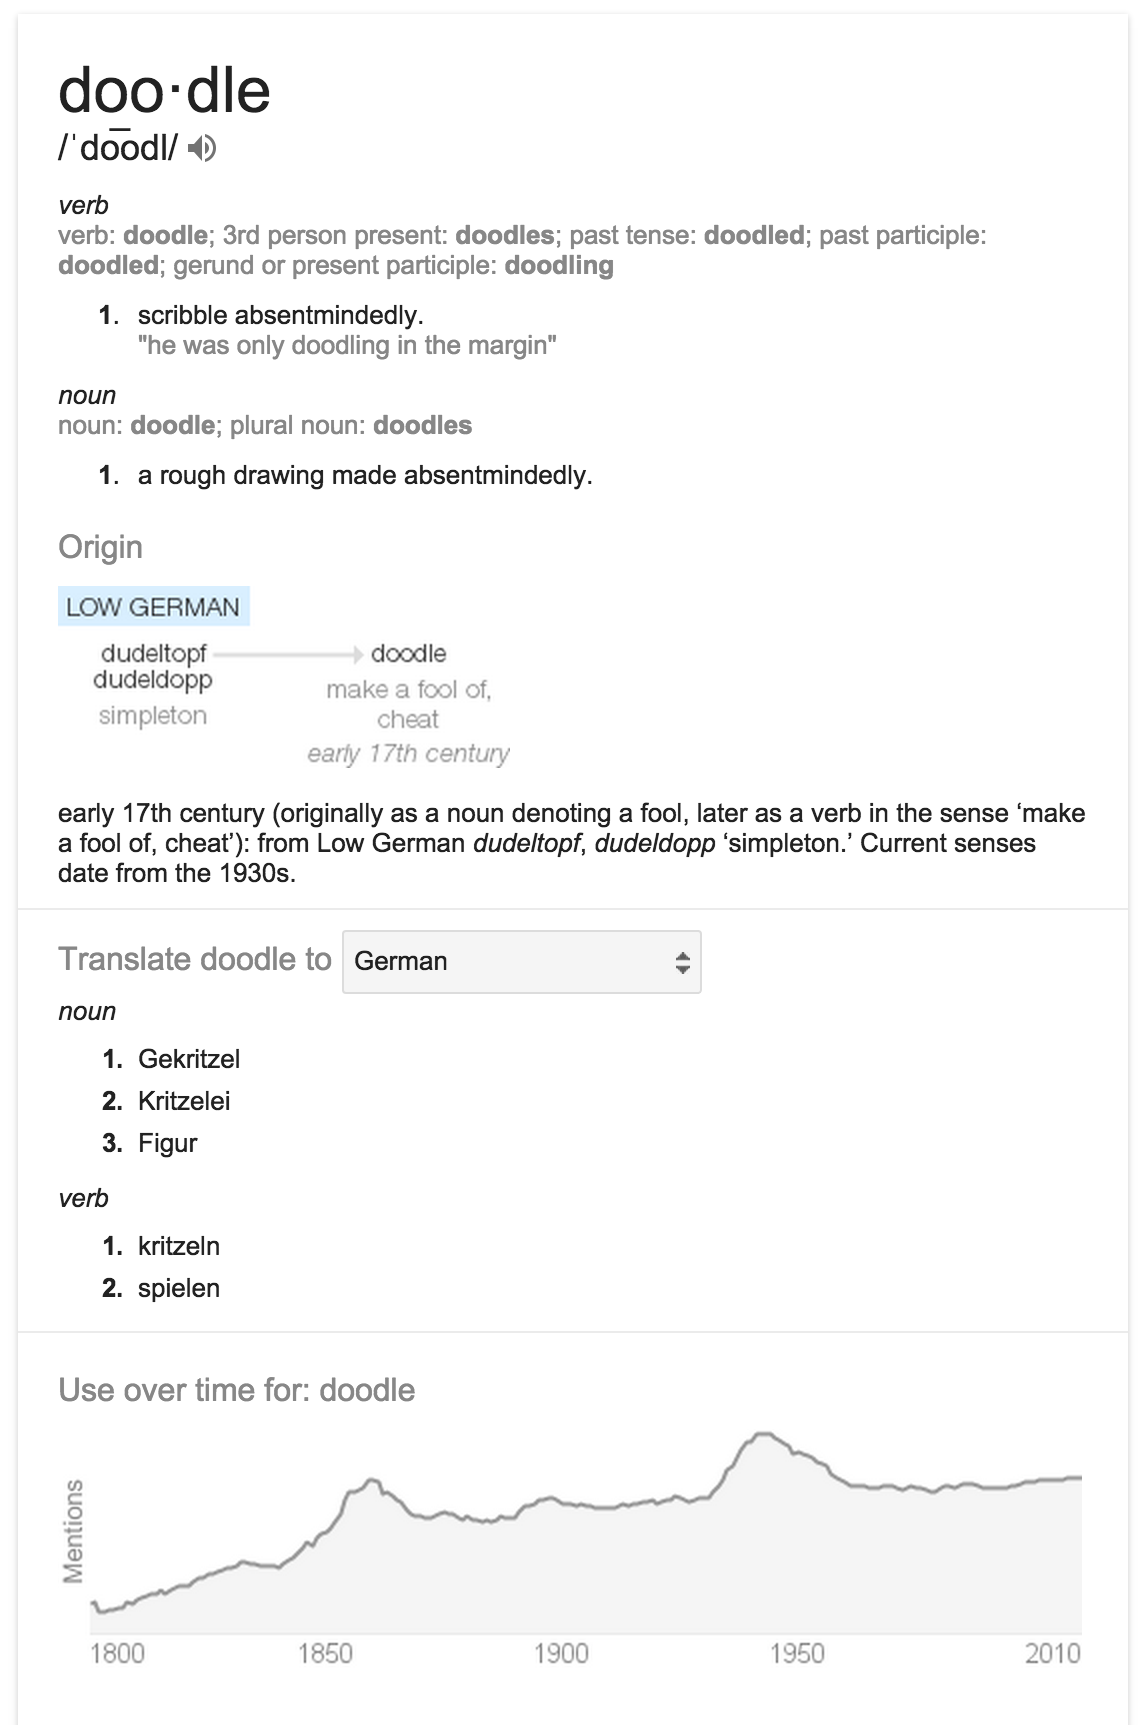 doo·dle
/ˈdo͞odl/
verb
verb: doodle; 3rd person present: doodles; past tense: doodled; past participle:
doodled; gerund or present participle: doodling
1. scribble absentmindedly.
"he was only doodling in the margin"
noun
noun: doodle; plural noun: doodles
1. a rough drawing made absentmindedly.
Origin
LOW GERMAN
dudeltopf doodle
dudeldopp
make a fool of,
simpleton
cheat
early 17th century
early 17th century (originally as a noun denoting a fool, later as a verb in the sense ‘make
a fool of, cheat’): from Low German dudeltopf, dudeldopp ‘simpleton.’ Current senses
date from the 1930s.
Translate doodle to German
noun
1. Gekritzel
2. Kritzelei
3. Figur
verb
1. kritzeln
2. spielen
Use over time for: doodle
Mentions
1800 1850 1900 1950 2010